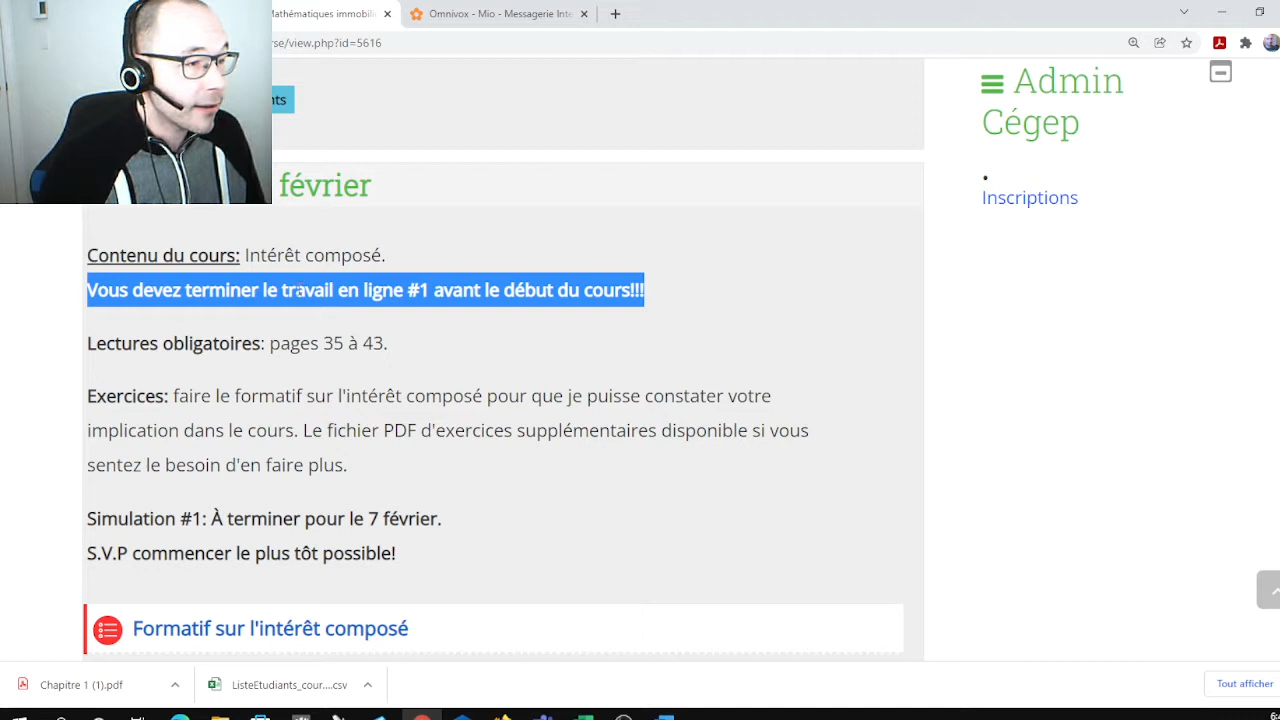 athématiques immobili
Omnivox - Mio - Messagerie Inte
se/view.php?id=5616
nts
février
Contenu du cours: Intérêt composé.
Vous devez terminer le travail en ligne #1 avant le début du cours!!!
Lectures obligatoires: pages 35 à 43.
Exercices: faire le formatif sur l'intérêt composé pour que je puisse constater votre
implication dans le cours. Le fichier PDF d'exercices supplémentaires disponible si vous
sentez le besoin d'en faire plus.
Simulation #1: À terminer pour le 7 février.
S.V.P commencer le plus tôt possible!
Formatif sur l'intérêt composé
Admin
Cégep
Inscriptions
Chapitre 1 (1).pdf
ListeEtudiants_cour....csv
Tout afficher